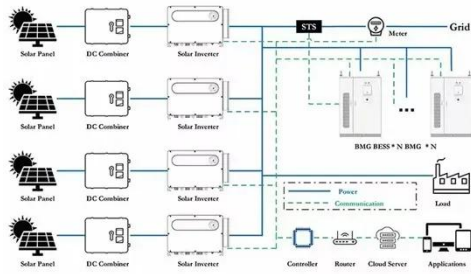 STS
Meter
Grid
Solar Panel
DC Combiner
Solar Inverter
Solar Panel
DC Combiner
Solar Inverter
BMG BESS * N BMG * N
Solar Panel
DC Combiner
Solar Inverter
Power
Communication
Load
Solar Panel
DC Combiner
Solar Inverter
Controller
Router
Cloud Server
Applications